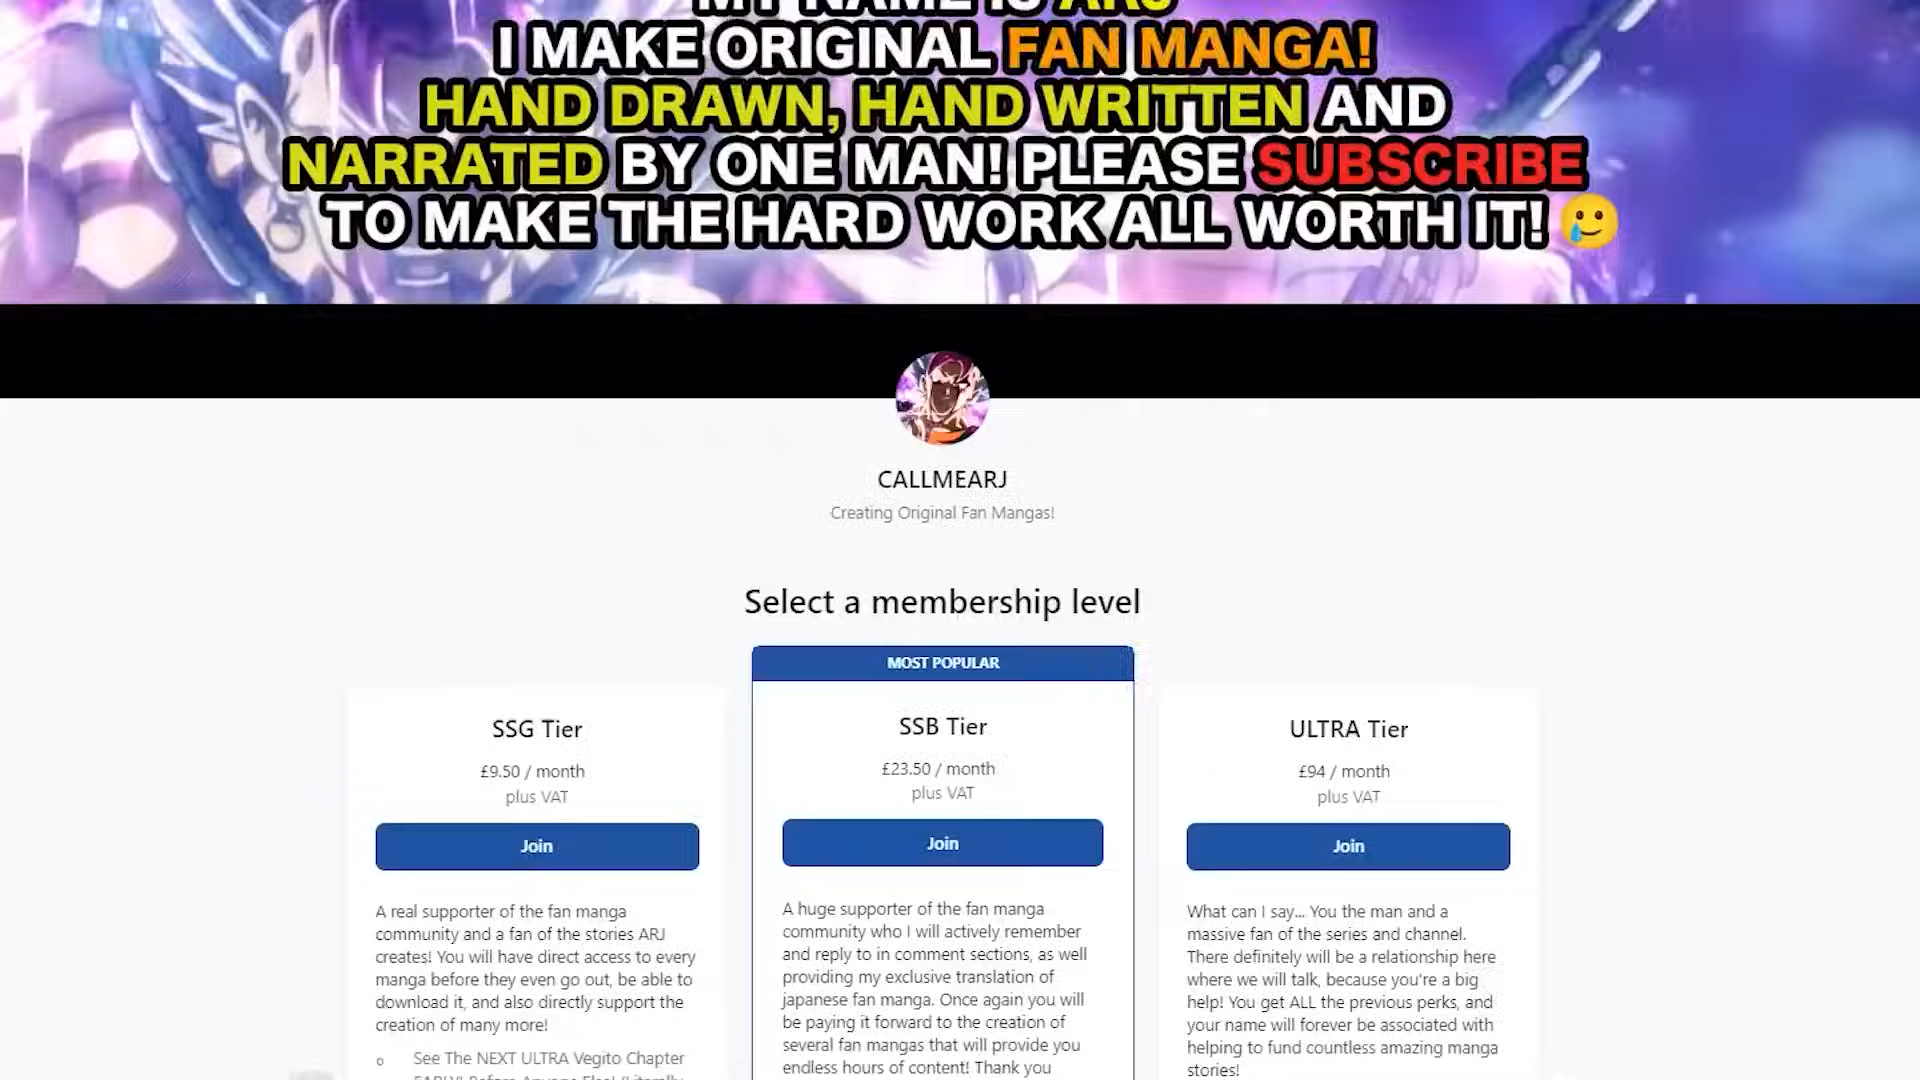 MY NAME IS ARJ
I MAKE ORIGINAL FAN MANGA!
HAND DRAWN, HAND WRITTEN AND
NARRATED BY ONE MAN! PLEASE SUBSCRIBE
TO MAKE THE HARD WORK ALL WORTH IT! 🥲
CALLMEARJ
Creating Original Fan Mangas!
Select a membership level
MOST POPULAR
SSG Tier
£9.50 / month
plus VAT
Join
A real supporter of the fan manga
community and a fan of the stories ARJ
creates! You will have direct access to every
manga before they even go out, be able to
download it, and also directly support the
creation of many more!
See The NEXT ULTRA Vegito Chapter
EARLY! Before Anyone Else! (Literally
SSB Tier
£23.50 / month
plus VAT
Join
A huge supporter of the fan manga
community who I will actively remember
and reply to in comment sections, as well
providing my exclusive translation of
japanese fan manga. Once again you will
be paying it forward to the creation of
several fan mangas that will provide you
endless hours of content! Thank you
ULTRA Tier
£94 / month
plus VAT
Join
What can I say... You the man and a
massive fan of the series and channel.
There definitely will be a relationship here
where we will talk, because you're a big
help! You get ALL the previous perks, and
your name will forever be associated with
helping to fund countless amazing manga
stories!